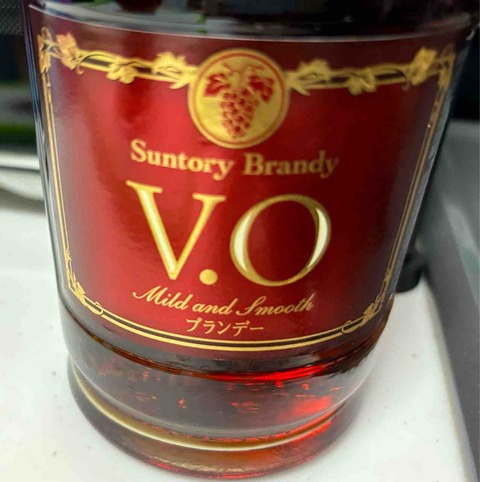 Suntory Brandy
V.O
Mild and Smooth
ブランデー